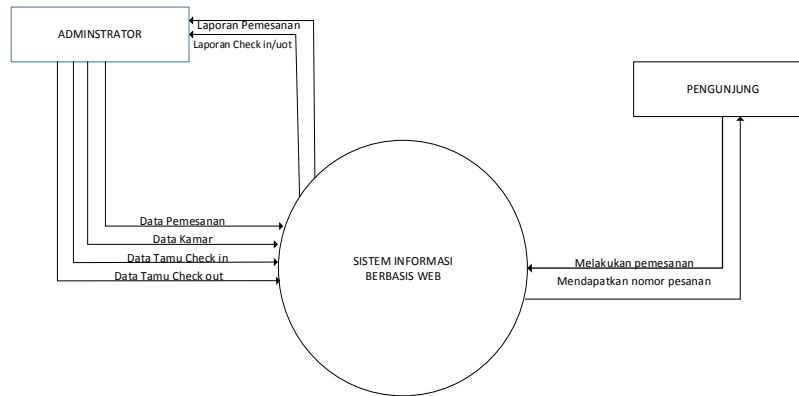 ADMINSTRATOR
Laporan Pemesanan
Laporan Check in/uot
PENGUNJUNG
Data Pemesanan
Data Kamar
Data Tamu Check in
Data Tamu Check out
SISTEM INFORMASI
BERBASIS WEB
Melakukan pemesanan
Mendapatkan nomor pesanan